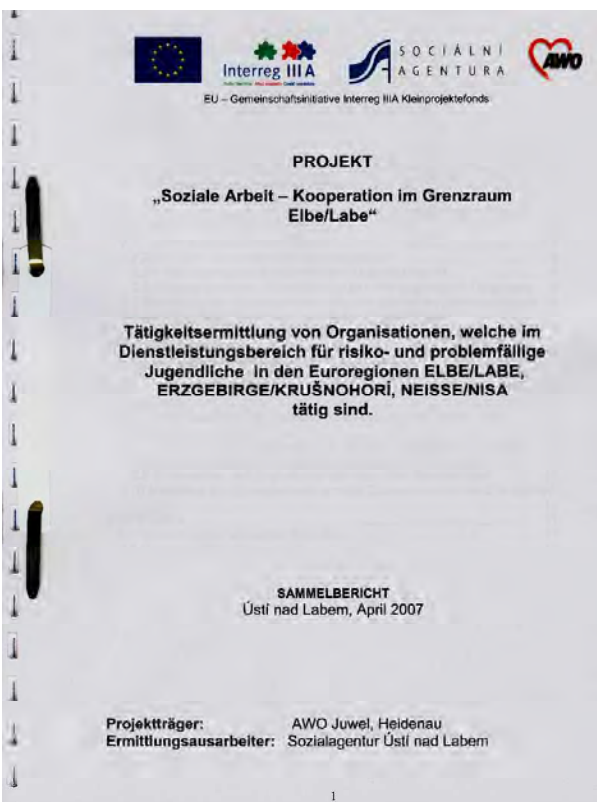 Interreg III A
SOCIÁLNÍ
AGENTURA
AWO
EU – Gemeinschaftsinitiative Interreg IIIA Kleinprojektefonds
PROJEKT
„Soziale Arbeit – Kooperation im Grenzraum
Elbe/Labe“
Tätigkeitsermittlung von Organisationen, welche im
Dienstleistungsbereich für risiko- und problemfällige
Jugendliche in den Euroregionen ELBE/LABE,
ERZGEBIRGE/KRUŠNOHORÍ, NEISSE/NISA
tätig sind.
SAMMELBERICHT
Ústí nad Labem, April 2007
Projektträger: AWO Juwel, Heidenau
Ermittlungsausarbeiter: Sozialagentur Ústí nad Labem
1